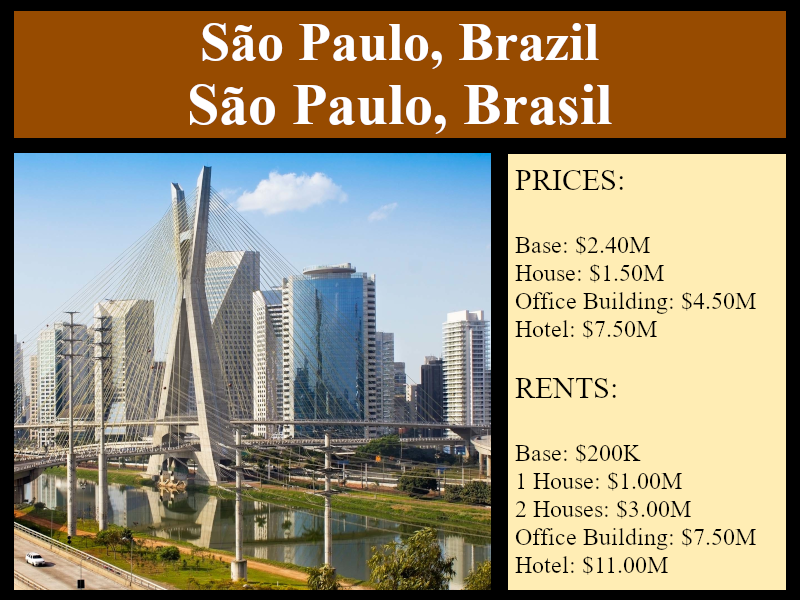 São Paulo, Brazil
São Paulo, Brasil
PRICES:
Base: $2.40M
House: $1.50M
Office Building: $4.50M
Hotel: $7.50M
RENTS:
Base: $200K
1 House: $1.00M
2 Houses: $3.00M
Office Building: $7.50M
Hotel: $11.00M